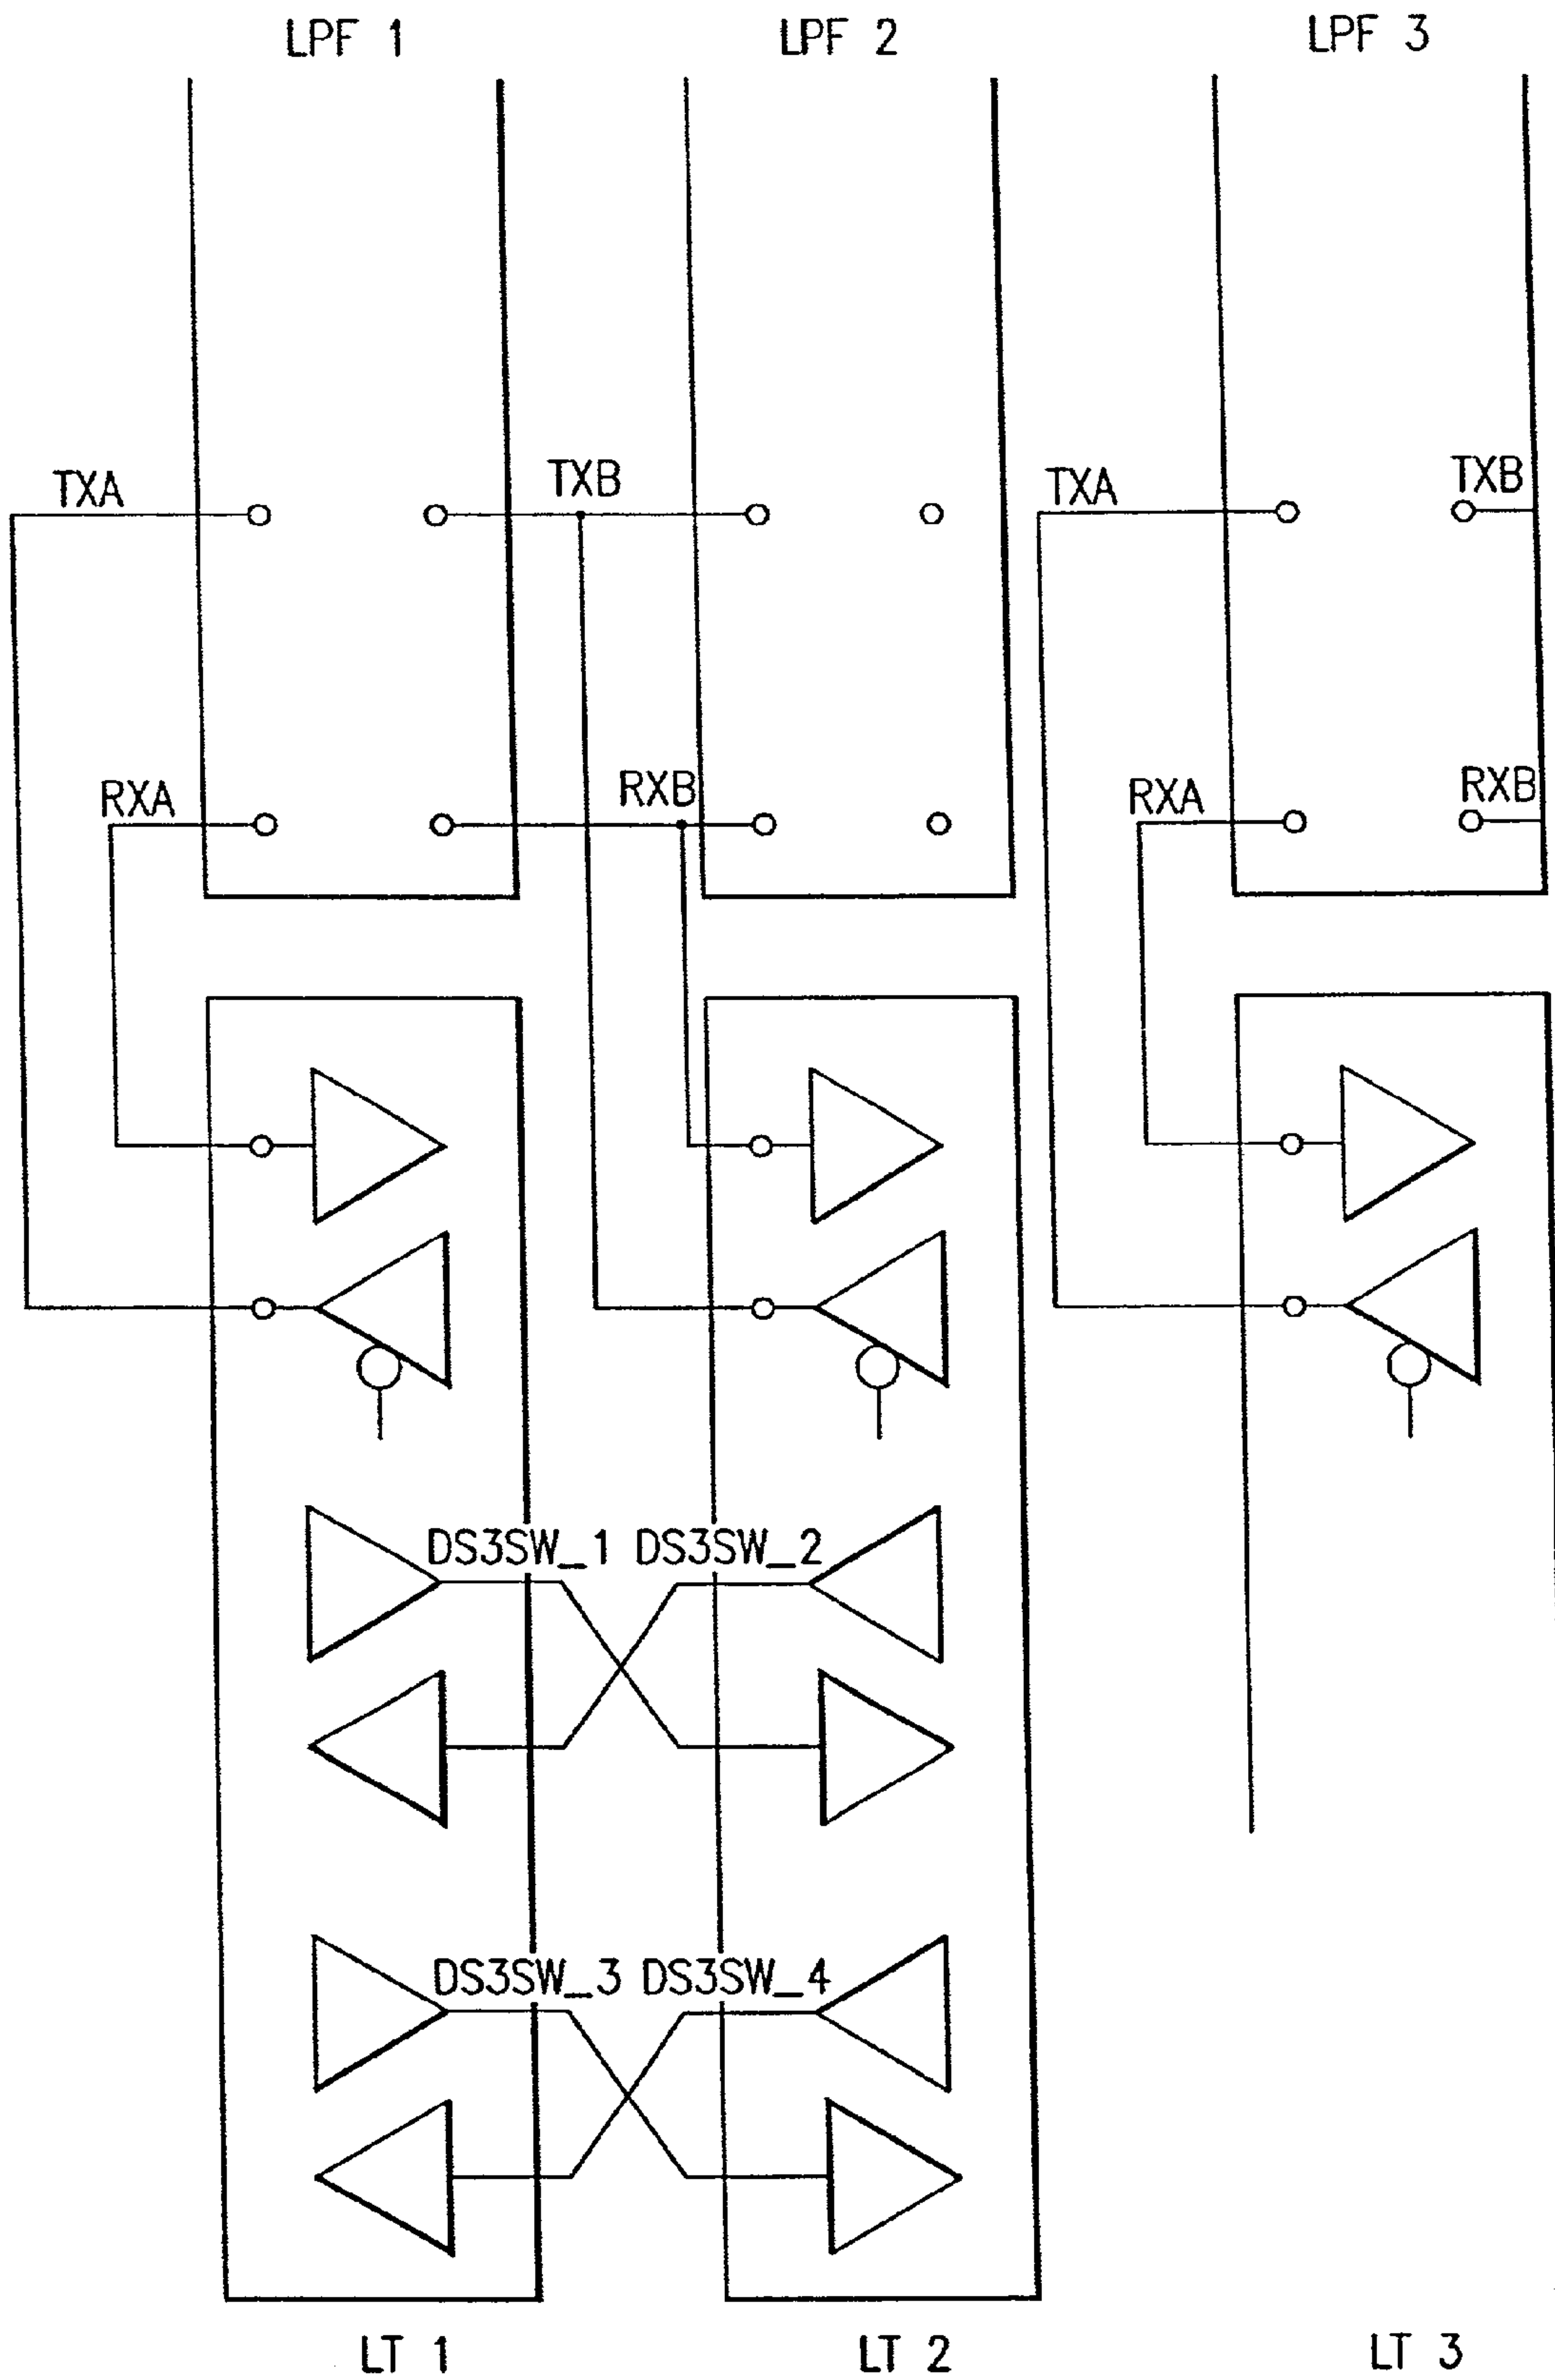 LPF 1 LPF 2 LPF 3
TXA TXB TXA TXB
RXA RXB RXA RXB
DS3SW_1 DS3SW_2
DS3SW_3 DS3SW_4
LT 1 LT 2 LT 3